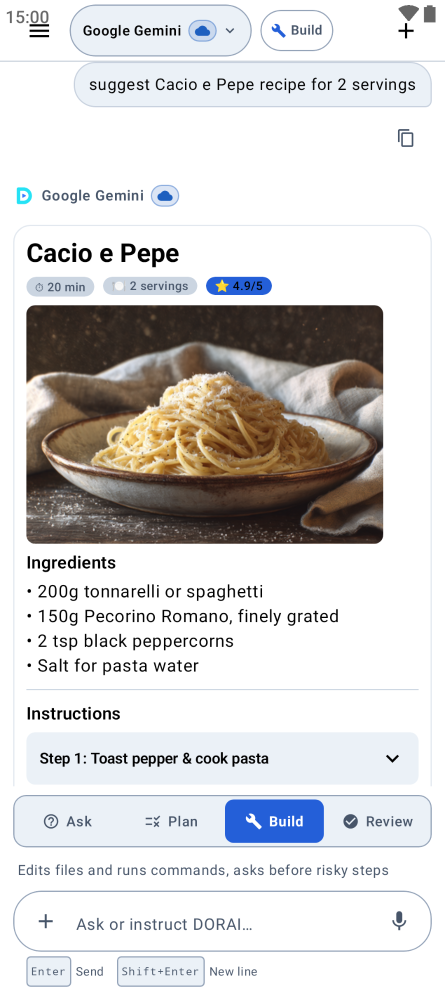 15:00
Google Gemini
Build
suggest Cacio e Pepe recipe for 2 servings
Google Gemini
Cacio e Pepe
⏱ 20 min
🍽 2 servings
⭐ 4.9/5
Ingredients
• 200g tonnarelli or spaghetti
• 150g Pecorino Romano, finely grated
• 2 tsp black peppercorns
• Salt for pasta water
Instructions
Step 1: Toast pepper & cook pasta
Ask
Plan
Build
Review
Edits files and runs commands, asks before risky steps
Ask or instruct DORAI…
Enter Send Shift+Enter New line